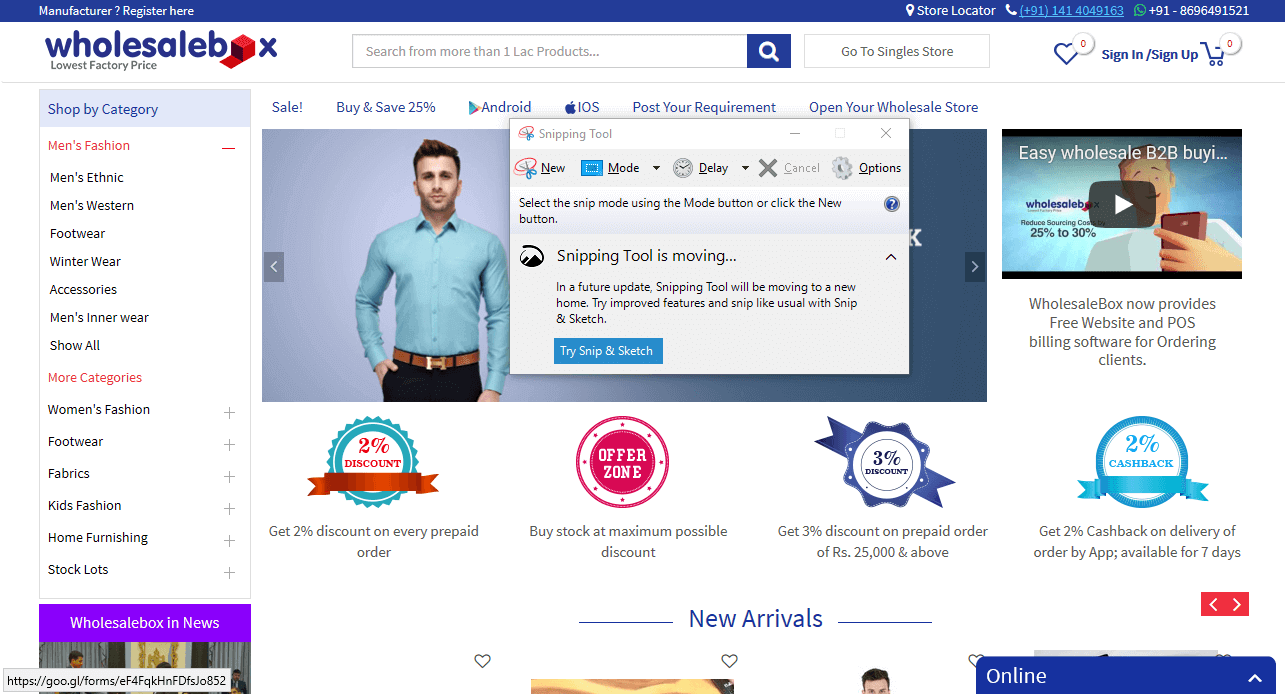 Manufacturer ? Register here
Store Locator (+91) 141 4049163 +91 - 8696491521
wholesalebox
Lowest Factory Price
Search from more than 1 Lac Products...
Go To Singles Store
0
Sign In /Sign Up
0
Shop by Category
Sale! Buy & Save 25% Android IOS Post Your Requirement Open Your Wholesale Store
Men's Fashion
Men's Ethnic
Men's Western
Footwear
Winter Wear
Accessories
Men's Inner wear
Show All
More Categories
Women's Fashion
Footwear
Fabrics
Kids Fashion
Home Furnishing
Stock Lots
Snipping Tool
New Mode Delay Cancel Options
Select the snip mode using the Mode button or click the New
button.
?
Snipping Tool is moving...
In a future update, Snipping Tool will be moving to a new
home. Try improved features and snip like usual with Snip
& Sketch.
Try Snip & Sketch
K
Easy wholesale B2B buyi...
wholesalebox
Lowest Factory Price
Reduce Sourcing Costs by
25% to 30%
WholesaleBox now provides
Free Website and POS
billing software for Ordering
clients.
2%
DISCOUNT
Get 2% discount on every prepaid
order
OFFER
ZONE
Buy stock at maximum possible
discount
3%
DISCOUNT
Get 3% discount on prepaid order
of Rs. 25,000 & above
2%
CASHBACK
Get 2% Cashback on delivery of
order by App; available for 7 days
Wholesalebox in News
New Arrivals
https://goo.gl/forms/eF4FqkHnFDfsJo852
Online